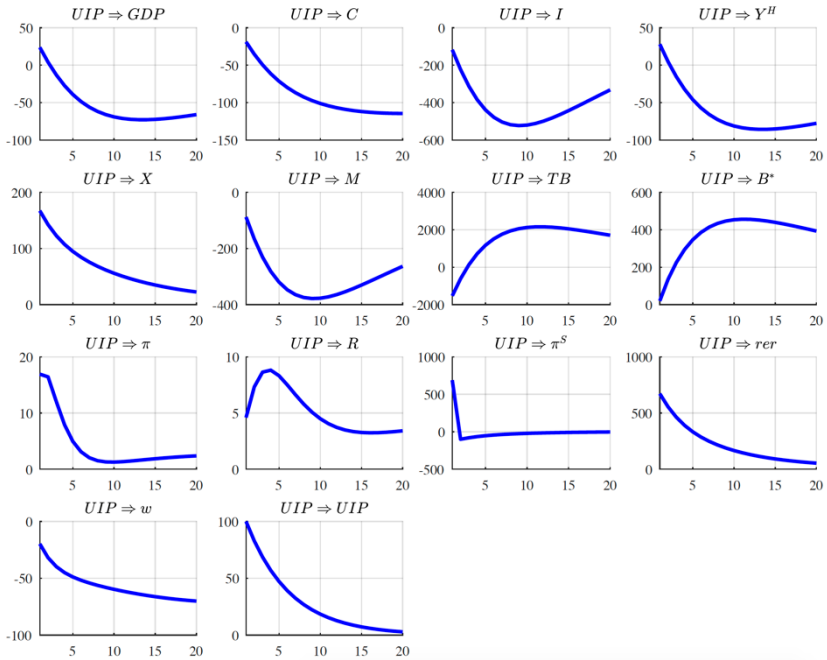 UIP ⇒ GDP
50
0
-50
-100
5 10 15 20
UIP ⇒ C
0
-50
-100
-150
5 10 15 20
UIP ⇒ I
0
-200
-400
-600
5 10 15 20
UIP ⇒ Y^H
50
0
-50
-100
5 10 15 20
UIP ⇒ X
200
100
0
5 10 15 20
UIP ⇒ M
0
-200
-400
5 10 15 20
UIP ⇒ TB
4000
2000
0
-2000
5 10 15 20
UIP ⇒ B*
600
400
200
0
5 10 15 20
UIP ⇒ π
20
10
0
5 10 15 20
UIP ⇒ R
10
5
0
5 10 15 20
UIP ⇒ π^S
1000
500
0
-500
5 10 15 20
UIP ⇒ rer
1000
500
0
5 10 15 20
UIP ⇒ w
0
-50
-100
5 10 15 20
UIP ⇒ UIP
100
50
0
5 10 15 20